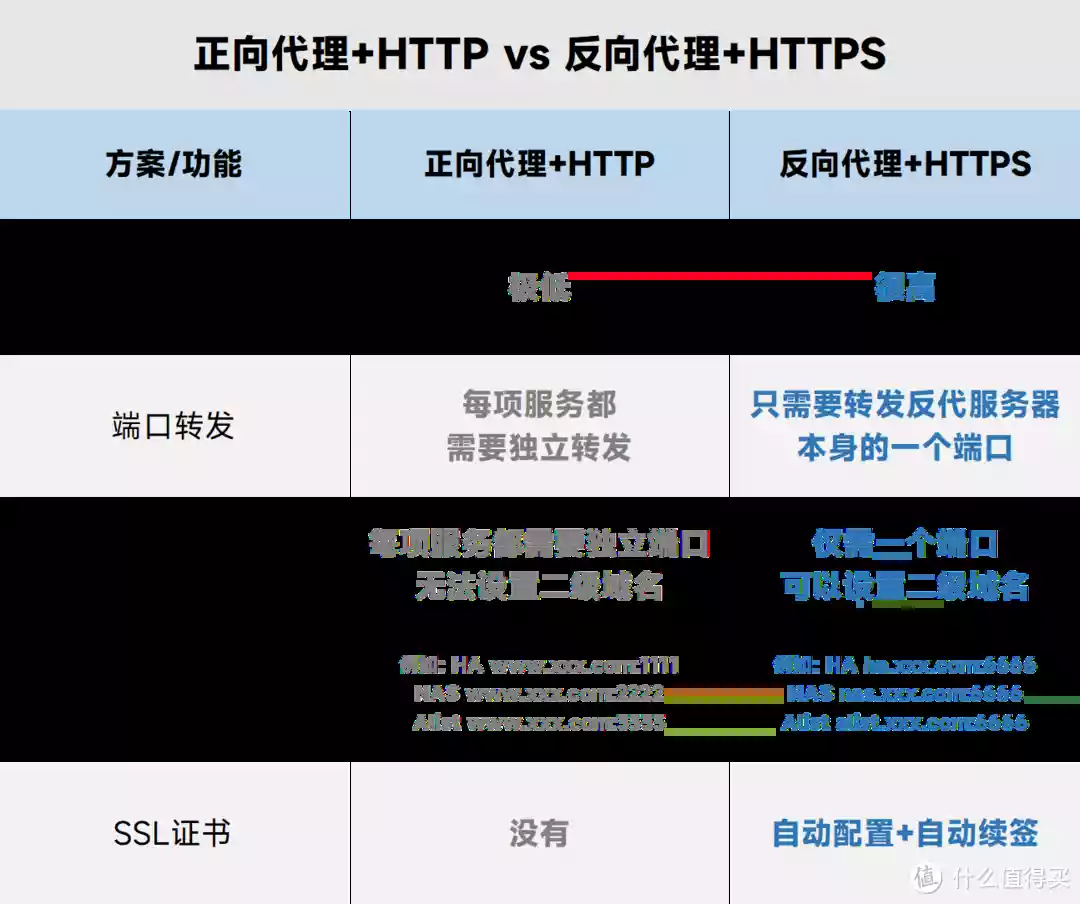 正向代理+HTTP vs 反向代理+HTTPS
方案/功能
正向代理+HTTP
反向代理+HTTPS
极低
很高
端口转发
每项服务都
需要独立转发
只需要转发反代服务器
本身的一个端口
每项服务都需要独立端口
无法设置二级域名
例如: HA www.xxx.com:1111
NAS www.xxx.com:2222
www.xxx.com:3333
仅需一个端口
可以设置二级域名
例如: HA ha.xxx.com:6666
NAS nas.xxx.com:6666
SSL证书
没有
自动配置+自动续签
值 什么值得买